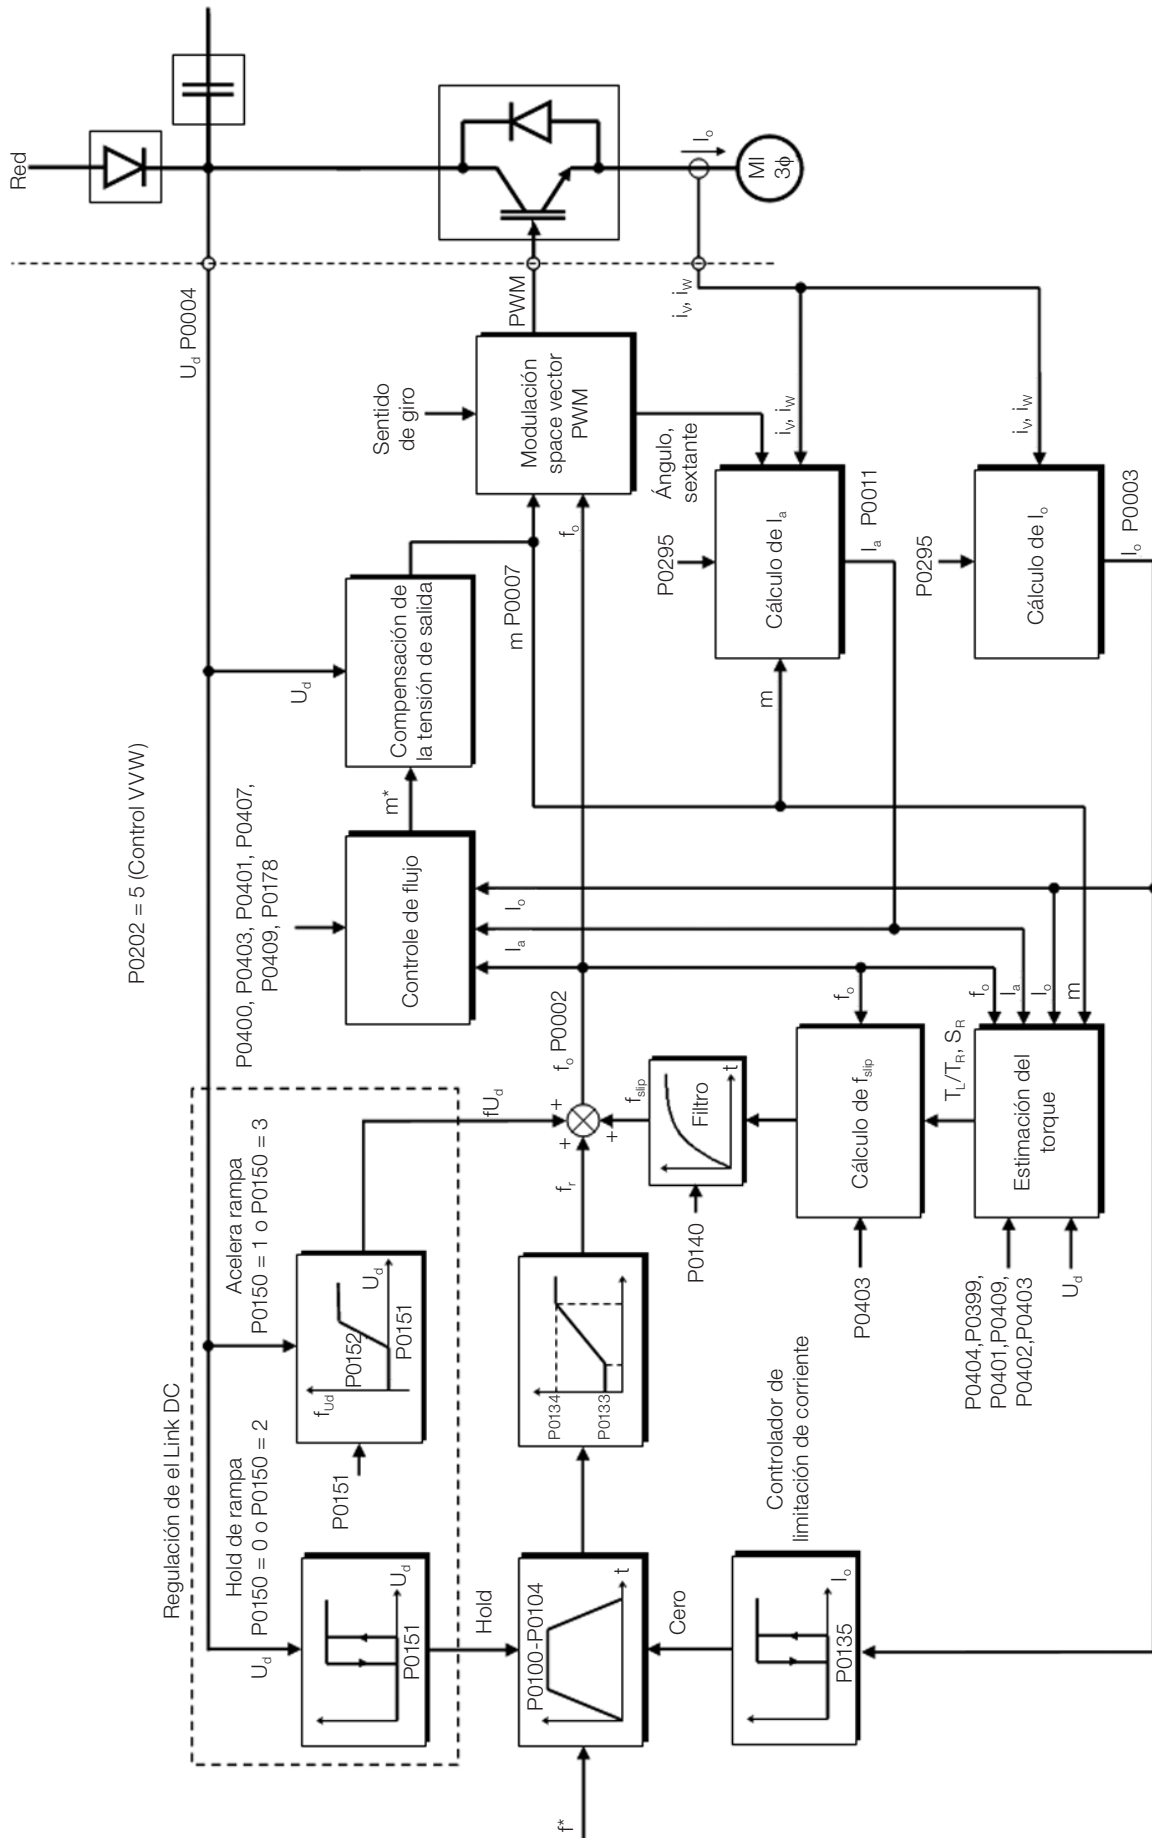 P0202 = 5 (Control VVW)
Red
U_d P0004
Regulación de el Link DC
Hold de rampa
P0150 = 0 o P0150 = 2
U_d
Acelera rampa
P0150 = 1 o P0150 = 3
U_d
P0151
P0151
f_Ud
P0152
U_d
P0151
Hold
fU_d
P0400, P0403, P0401, P0407,
P0409, P0178
Controle de flujo
m*
U_d
Compensación de
la tensión de salida
m P0007
Sentido
de giro
Modulación
space vector
PWM
PWM
I_o
MI
3ϕ
f*
P0100-P0104
t
P0134
P0133
f_r
+
+
+
f_o P0002
I_a
I_o
f_o
Ángulo,
sextante
i_v, i_w
Cero
I_o
P0135
Controlador de
limitación de corriente
P0140
Filtro
t
f_slip
P0403
Cálculo de f_slip
f_o
T_L/T_R, S_R
P0404,P0399,
P0401,P0409,
P0402,P0403
U_d
Estimación del
torque
f_o
I_a
I_o
m
m
P0295
Cálculo de I_a
i_v, i_w
I_a P0011
P0295
Cálculo de I_o
i_v, i_w
I_o P0003